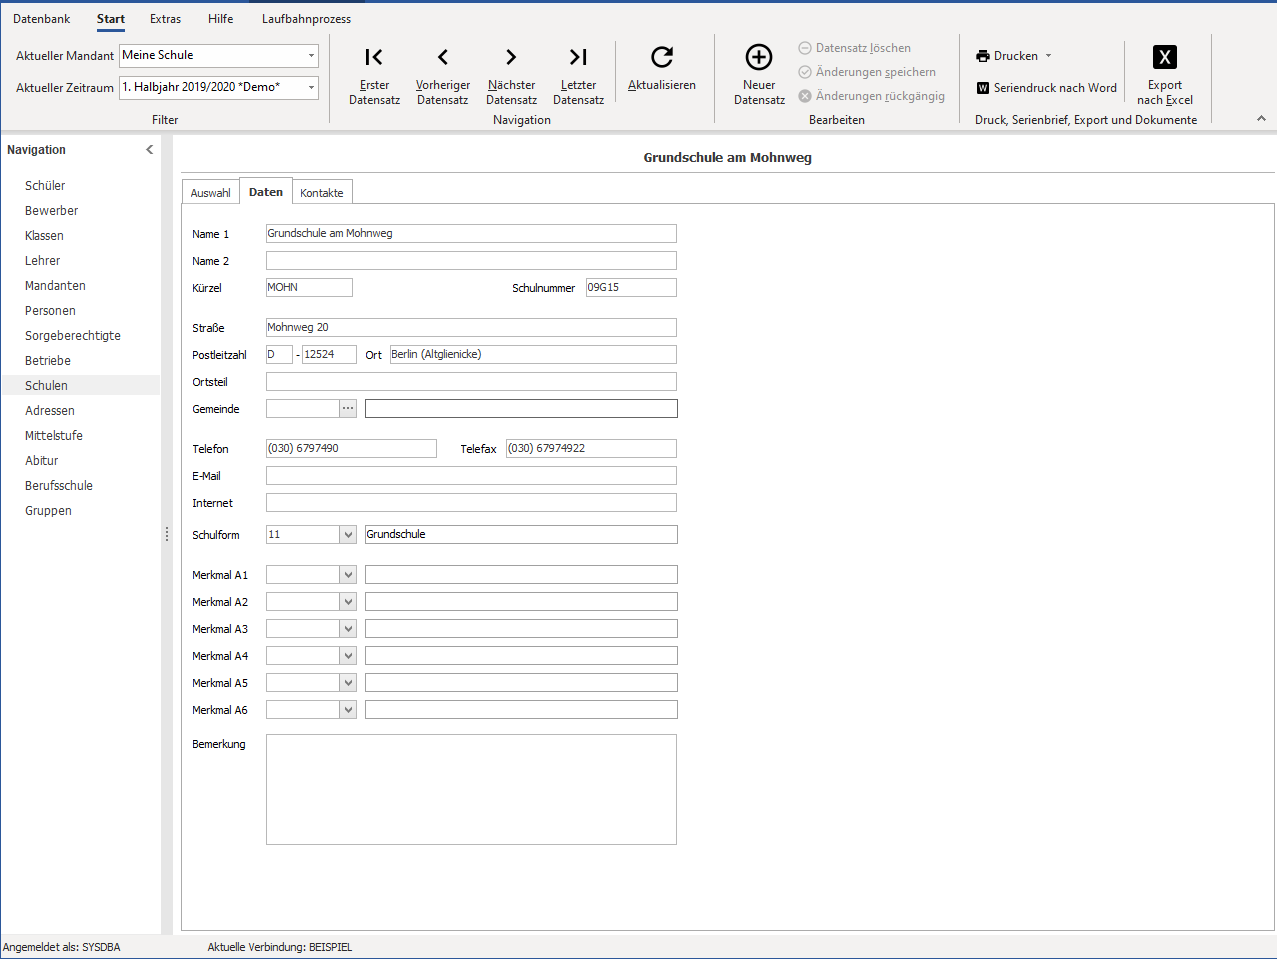 Datenbank Start Extras Hilfe Laufbahnprozess
Aktueller Mandant Meine Schule
Aktueller Zeitraum 1. Halbjahr 2019/2020 *Demo*
Filter
Erster Datensatz
Vorheriger Datensatz
Nächster Datensatz
Letzter Datensatz
Aktualisieren
Navigation
Neuer Datensatz
Datensatz löschen
Änderungen speichern
Änderungen rückgängig
Bearbeiten
Drucken
W Seriendruck nach Word
X
Export nach Excel
Druck, Serienbrief, Export und Dokumente
Navigation
Schüler
Bewerber
Klassen
Lehrer
Mandanten
Personen
Sorgeberechtigte
Betriebe
Schulen
Adressen
Mittelstufe
Abitur
Berufsschule
Gruppen
Grundschule am Mohnweg
Auswahl Daten Kontakte
Name 1 Grundschule am Mohnweg
Name 2
Kürzel MOHN Schulnummer 09G15
Straße Mohnweg 20
Postleitzahl D - 12524 Ort Berlin (Altglienicke)
Ortsteil
Gemeinde ...
Telefon (030) 6797490 Telefax (030) 67974922
E-Mail
Internet
Schulform 11 Grundschule
Merkmal A1
Merkmal A2
Merkmal A3
Merkmal A4
Merkmal A5
Merkmal A6
Bemerkung
Angemeldet als: SYSDBA Aktuelle Verbindung: BEISPIEL